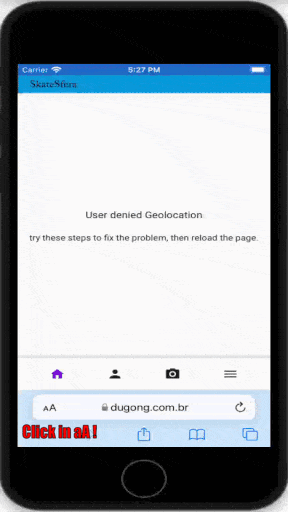 Carrier 5:27 PM
SkateSfera
User denied Geolocation
try these steps to fix the problem, then reload the page.
AA dugong.com.br
Click in aA !